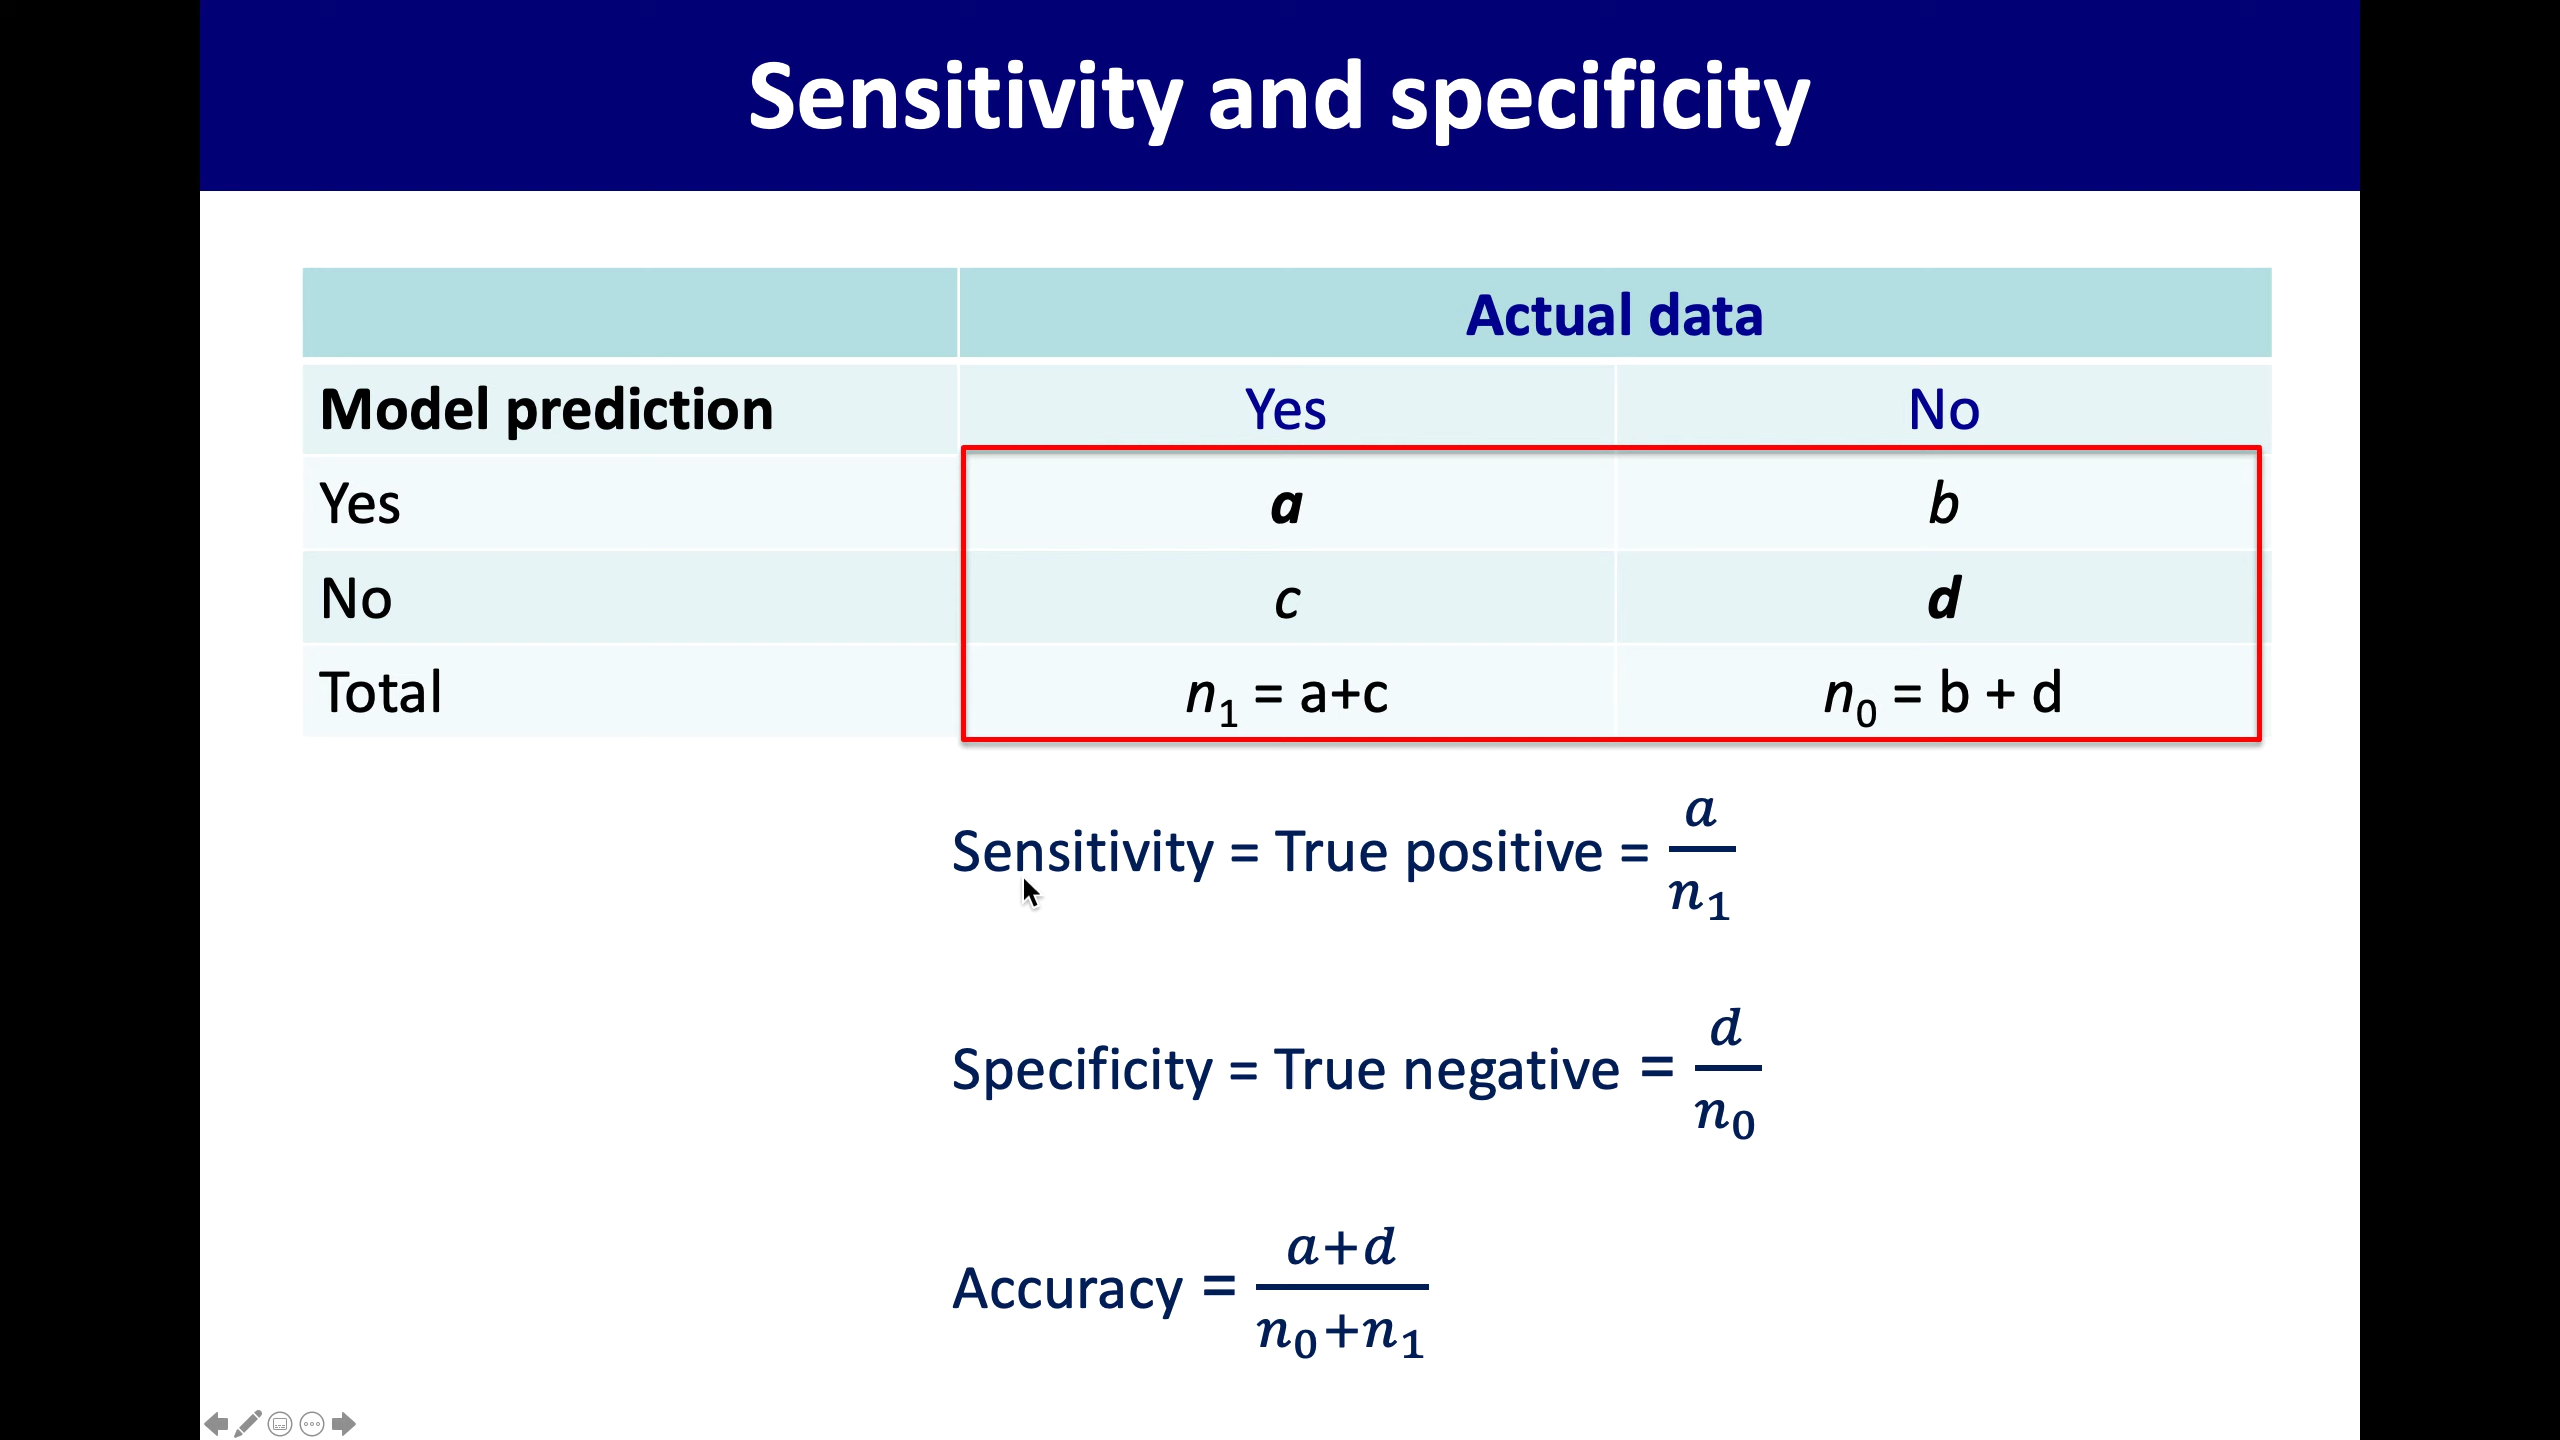 Sensitivity and specificity
Actual data
Model prediction Yes No
Yes a b
No c d
Total n₁ = a+c n₀ = b + d
Sensitivity = True positive = a/n₁
Specificity = True negative = d/n₀
Accuracy = a+d/n₀+n₁